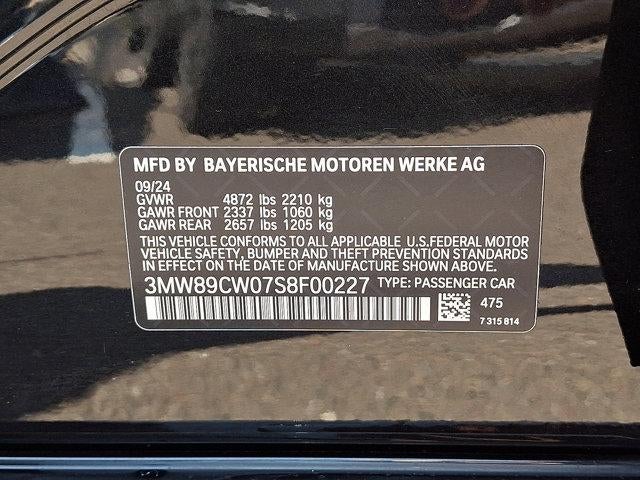 MFD BY BAYERISCHE MOTOREN WERKE AG
09/24
GVWR 4872 lbs 2210 kg
GAWR FRONT 2337 lbs 1060 kg
GAWR REAR 2657 lbs 1205 kg
THIS VEHICLE CONFORMS TO ALL APPLICABLE U.S.FEDERAL MOTOR
VEHICLE SAFETY, BUMPER AND THEFT PREVENTION STANDARDS
IN EFFECT ON THE DATE OF MANUFACTURE SHOWN ABOVE.
3MW89CW07S8F00227 TYPE: PASSENGER CAR
475
7 315 814